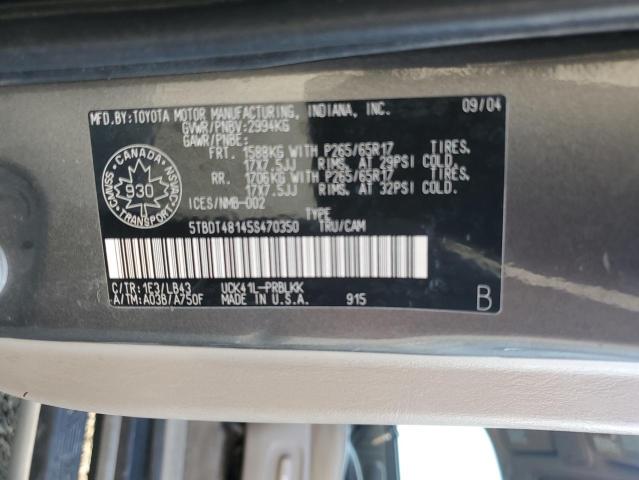 MFD.BY:TOYOTA MOTOR MANUFACTURING, INDIANA, INC. 09/04
GVWR/PNBV:2994KG
GAWR/PNBE:
FRT. 1588KG WITH P265/65R17 TIRES.
17X7.5JJ RIMS, AT 29PSI COLD.
RR. 1706KG WITH P265/65R17 TIRES.
17X7.5JJ RIMS, AT 32PSI COLD.
ICES/NMB-002
CANADA
CMVSS NSVAC
930
TRANSPORT
TYPE
5TBDT48145S470350 TRU/CAM
C/TR: 1E3/LB43 UCK41L-PRBLKK
A/TM: A03B/A750F MADE IN U.S.A. 915
B